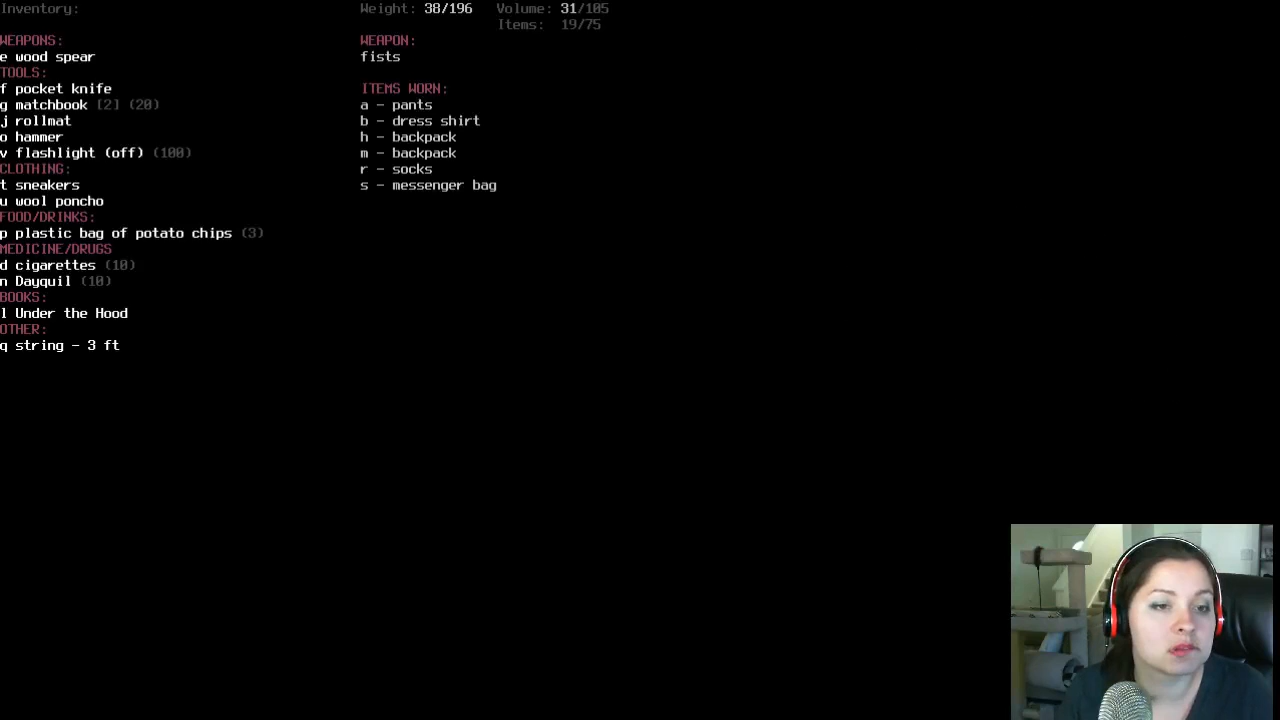 Inventory:
Weight: 38/196 Volume: 31/105
Items: 19/75
WEAPONS:
e wood spear
TOOLS:
f pocket knife
g matchbook [2] (20)
j rollmat
o hammer
v flashlight (off) (100)
CLOTHING:
t sneakers
u wool poncho
FOOD/DRINKS:
p plastic bag of potato chips (3)
MEDICINE/DRUGS
d cigarettes (10)
n Dayquil (10)
BOOKS:
l Under the Hood
OTHER:
q string - 3 ft
WEAPON:
fists
ITEMS WORN:
a - pants
b - dress shirt
h - backpack
m - backpack
r - socks
s - messenger bag